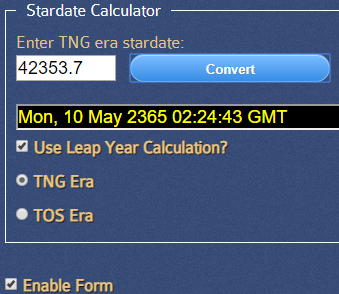 Stardate Calculator
Enter TNG era stardate:
42353.7
Convert
Mon, 10 May 2365 02:24:43 GMT
Use Leap Year Calculation?
TNG Era
TOS Era
Enable Form